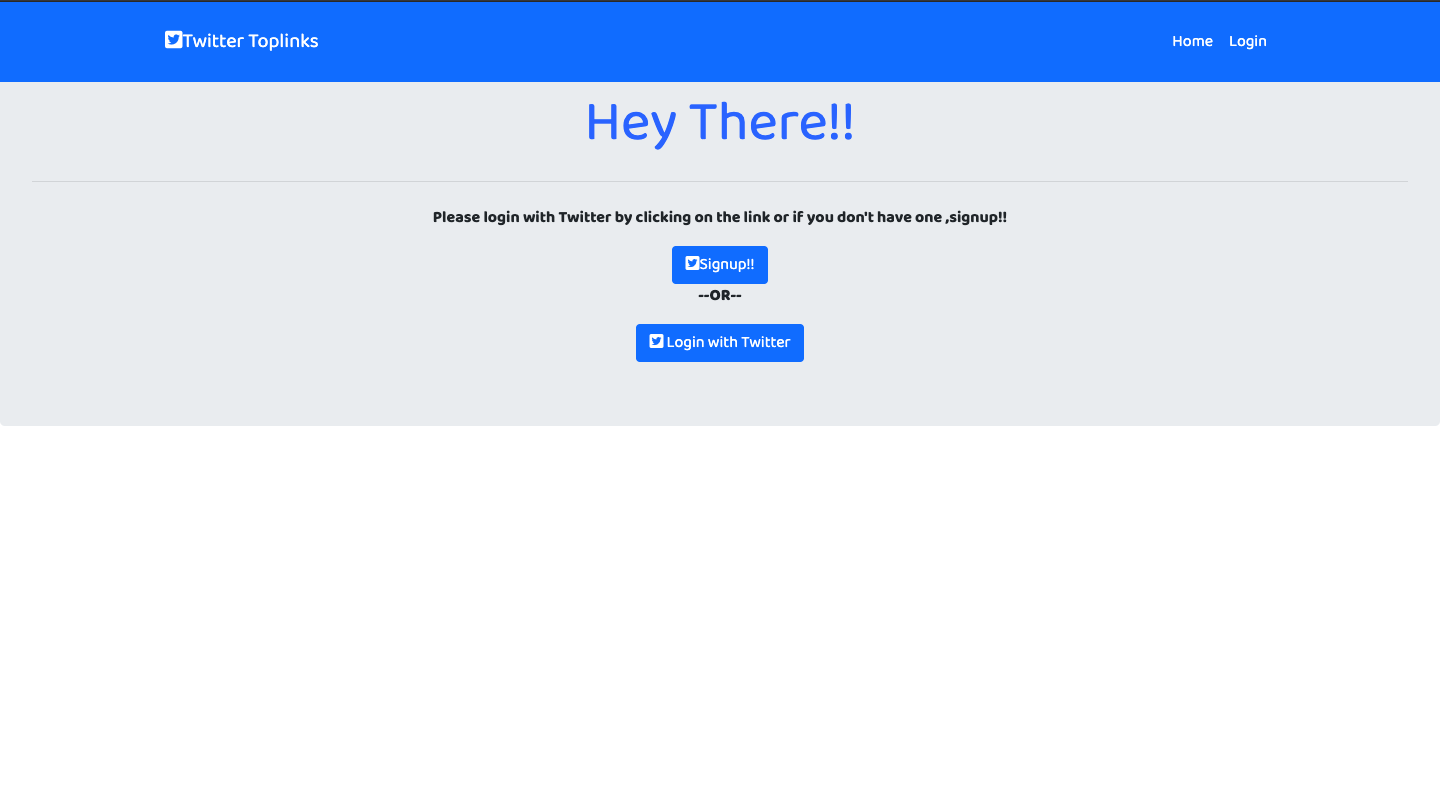 Twitter Toplinks
Home Login
Hey There!!
Please login with Twitter by clicking on the link or if you don't have one ,signup!!
Signup!!
--OR--
Login with Twitter